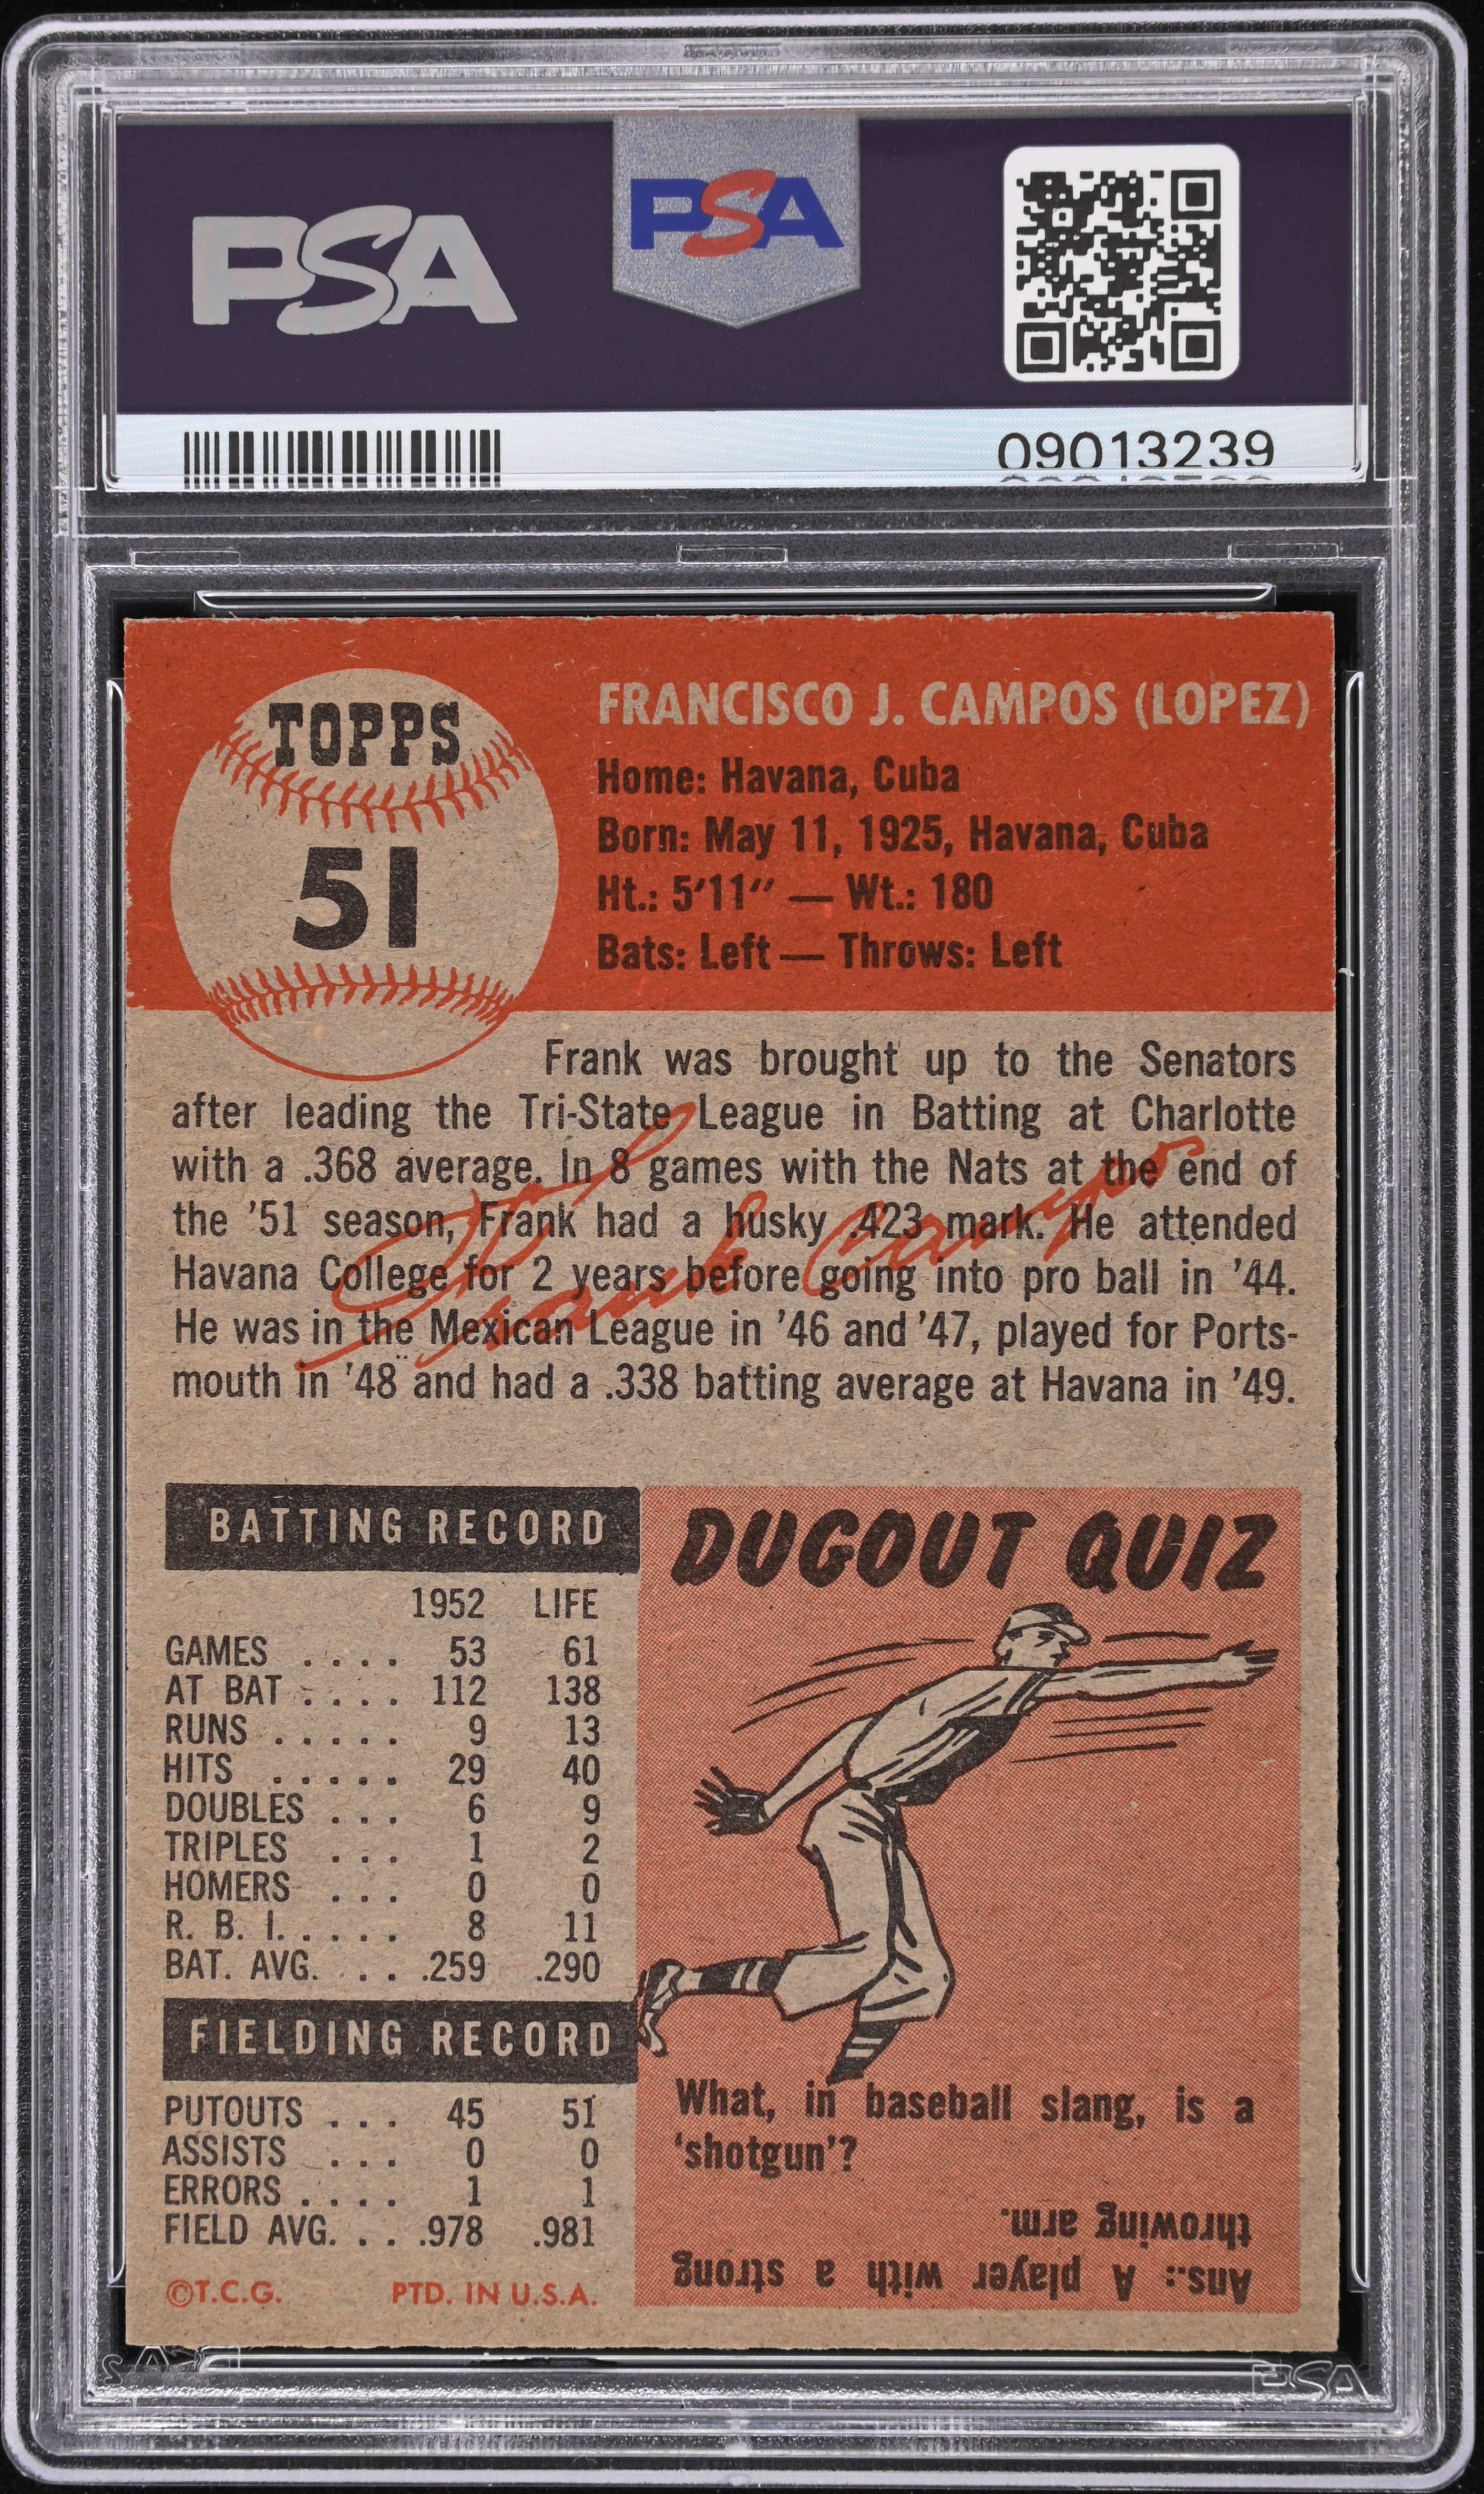 PSA
PSA
09013239
TOPPS
51
FRANCISCO J. CAMPOS (LOPEZ)
Home: Havana, Cuba
Born: May 11, 1925, Havana, Cuba
Ht.: 5'11" — Wt.: 180
Bats: Left — Throws: Left
Frank was brought up to the Senators
after leading the Tri-State League in Batting at Charlotte
with a .368 average. In 8 games with the Nats at the end of
the '51 season, Frank had a husky .423 mark. He attended
Havana College for 2 years before going into pro ball in '44.
He was in the Mexican League in '46 and '47, played for Ports-
mouth in '48 and had a .338 batting average at Havana in '49.
Frank Campos
BATTING RECORD
1952 LIFE
GAMES . . . . 53 61
AT BAT . . . . 112 138
RUNS . . . . . 9 13
HITS . . . . . 29 40
DOUBLES . . . 6 9
TRIPLES . . . 1 2
HOMERS . . . 0 0
R. B. I. . . . . 8 11
BAT. AVG. . . . .259 .290
FIELDING RECORD
PUTOUTS . . . 45 51
ASSISTS . . . 0 0
ERRORS . . . . 1 1
FIELD AVG. . . . .978 .981
©T.C.G. PTD. IN U.S.A.
DUGOUT QUIZ
What, in baseball slang, is a
'shotgun'?
Ans.: A player with a strong
throwing arm.
PSA
PSA